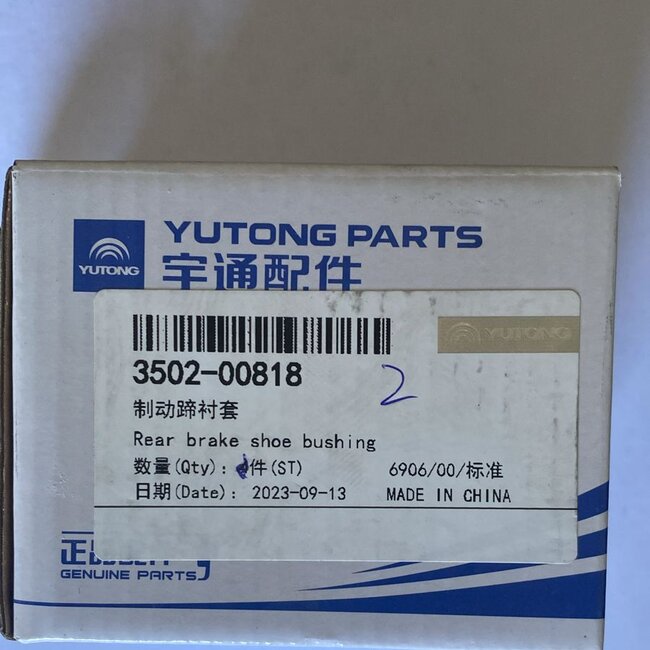 YUTONG PARTS
YUTONG
宇通配件
YUTONG
3502-00818
2
制动蹄衬套
Rear brake shoe bushing
数量(Qty): 件(ST)
6906/00/标准
日期(Date): 2023-09-13
MADE IN CHINA
正
GENUINE PARTS